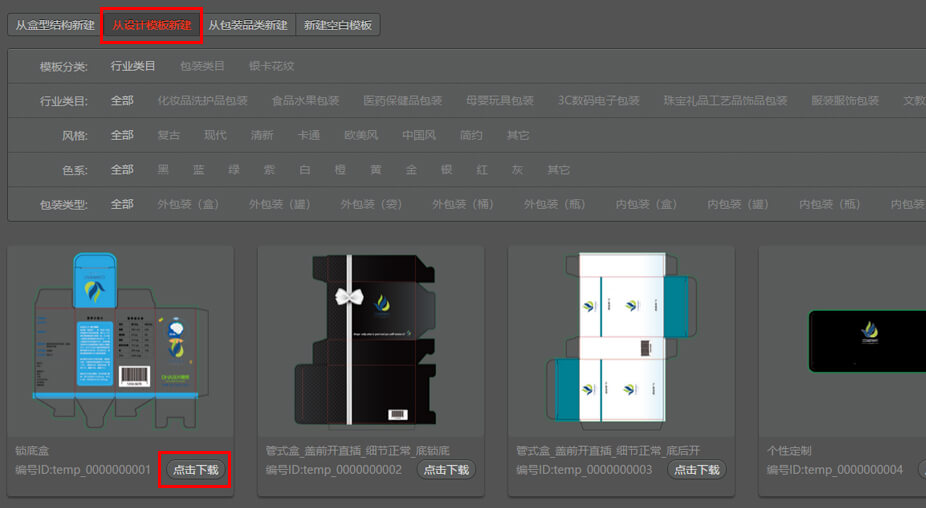 从盒型结构新建 从设计模板新建 从包装品类新建 新建空白模板
模板分类: 行业类目 包装类目 银卡花纹
行业类目: 全部 化妆品洗护品包装 食品水果包装 医药保健品包装 母婴玩具包装 3C数码电子包装 珠宝礼品工艺品饰品包装 服装服饰包装 文教
风格: 全部 复古 现代 清新 卡通 欧美风 中国风 简约 其它
色系: 全部 黑 蓝 绿 紫 白 橙 黄 金 银 红 灰 其它
包装类型: 全部 外包装（盒） 外包装（罐） 外包装（袋） 外包装（桶） 外包装（瓶） 内包装（盒） 内包装（罐） 内包装（瓶） 内包装
锁底盒 管式盒_盖前开直插_细节正常_底锁底 管式盒_盖前开直插_细节正常_底后开 个性定制
编号ID:temp_0000000001 点击下载 编号ID:temp_0000000002 点击下载 编号ID:temp_0000000003 点击下载 编号ID:temp_0000000004